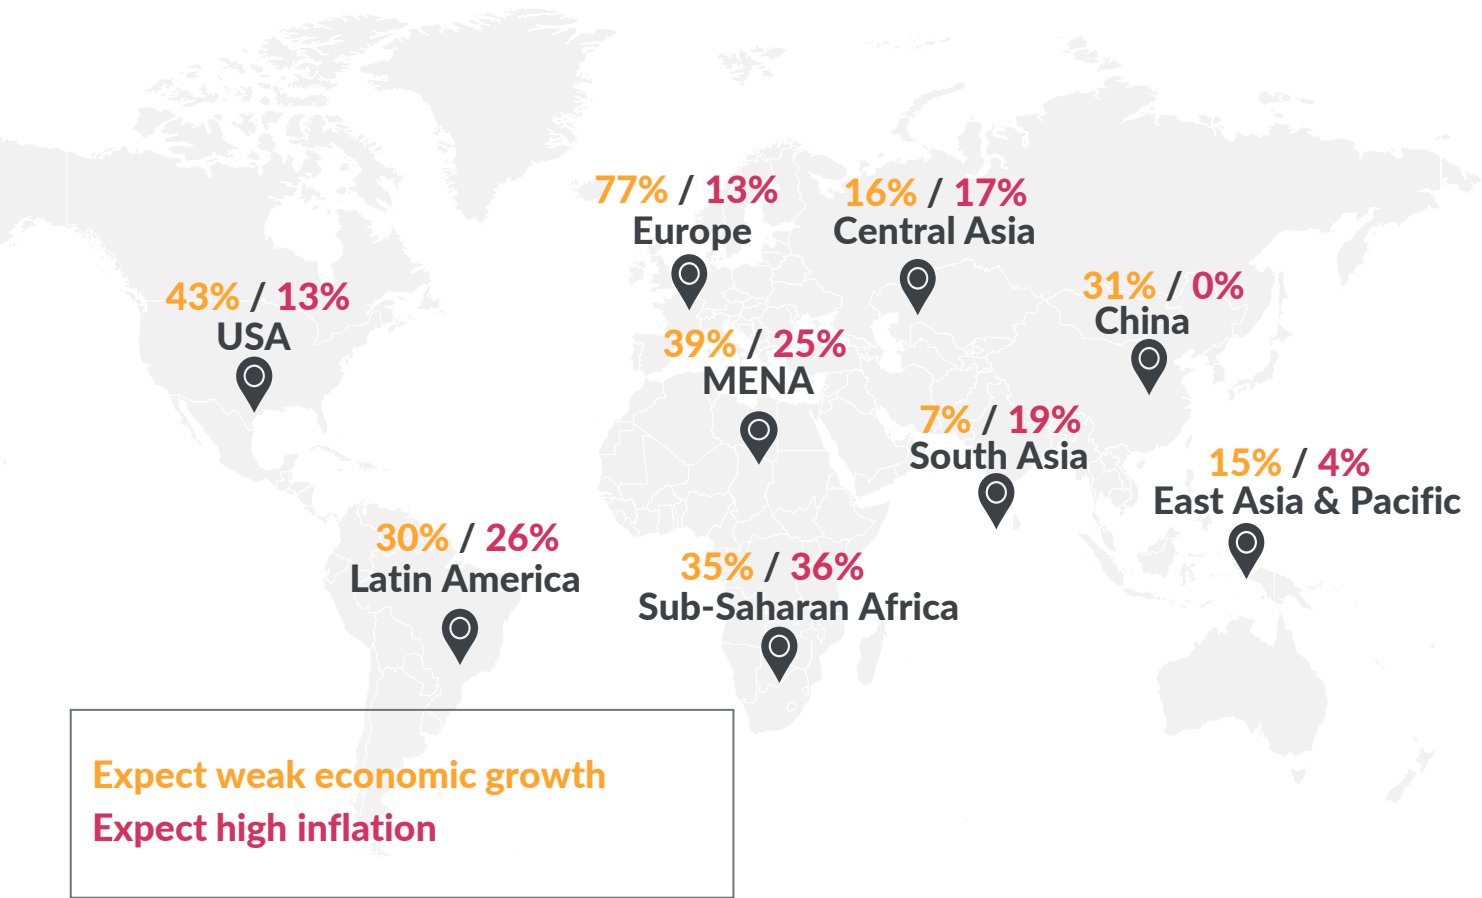 77% / 13%
Europe
16% / 17%
Central Asia
43% / 13%
USA
31% / 0%
China
39% / 25%
MENA
7% / 19%
South Asia
15% / 4%
East Asia & Pacific
30% / 26%
Latin America
35% / 36%
Sub-Saharan Africa
Expect weak economic growth
Expect high inflation